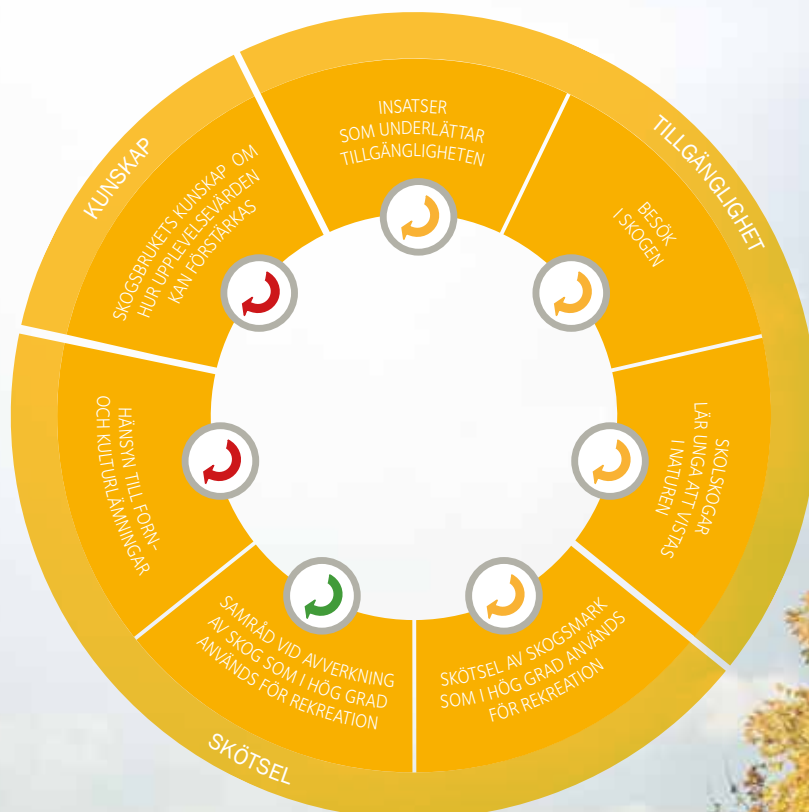 KUNSKAP
TILLGÄNGLIGHET
SKÖTSEL
INSATSER
SOM UNDERLÄTTAR
TILLGÄNGLIGHETEN
BESÖK
I SKOGEN
SKOLSKOGAR
LÄR UNGA ATT VISTAS
I NATUREN
SKÖTSEL AV SKOGSMARK
SOM I HÖG GRAD ANVÄNDS
FÖR REKREATION
SAMRÅD VID AVVERKNING
AV SKOG SOM I HÖG GRAD
ANVÄNDS FÖR REKREATION
HÄNSYN TILL FORN-
OCH KULTURLÄMNINGAR
SKOGSBRUKETS KUNSKAP OM
HUR UPPLEVELSEVÄRDEN
KAN FÖRSTÄRKAS